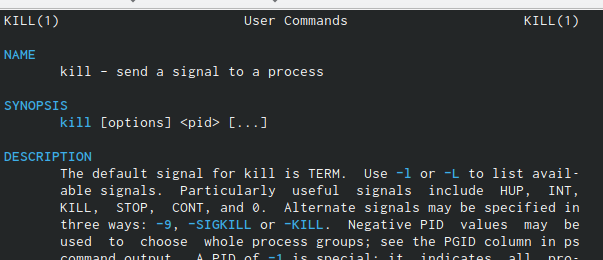 KILL(1) User Commands KILL(1)
NAME
kill - send a signal to a process
SYNOPSIS
kill [options] <pid> [...]
DESCRIPTION
The default signal for kill is TERM. Use -l or -L to list avail-
able signals. Particularly useful signals include HUP, INT,
KILL, STOP, CONT, and 0. Alternate signals may be specified in
three ways: -9, -SIGKILL or -KILL. Negative PID values may be
used to choose whole process groups; see the PGID column in ps
command output. A PID of -1 is special; it indicates all pro-